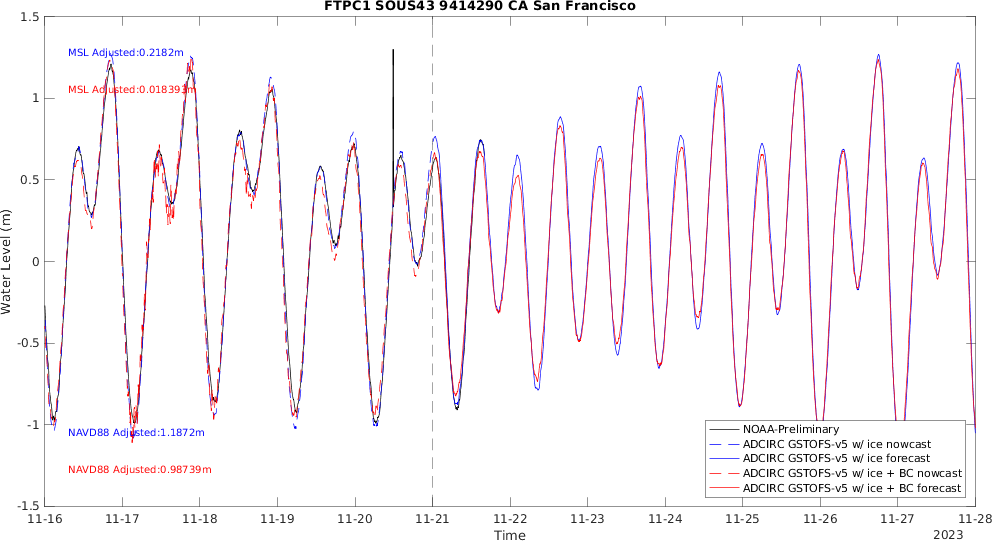 FTPC1 SOUS43 9414290 CA San Francisco
1.5
1
0.5
0
-0.5
-1
-1.5
Water Level (m)
MSL Adjusted:0.2182m
MSL Adjusted:0.018393m
NAVD88 Adjusted:1.1872m
NAVD88 Adjusted:0.98739m
NOAA-Preliminary
ADCIRC GSTOFS-v5 w/ ice nowcast
ADCIRC GSTOFS-v5 w/ ice forecast
ADCIRC GSTOFS-v5 w/ ice + BC nowcast
ADCIRC GSTOFS-v5 w/ ice + BC forecast
11-16 11-17 11-18 11-19 11-20 11-21 11-22 11-23 11-24 11-25 11-26 11-27 11-28
Time
2023